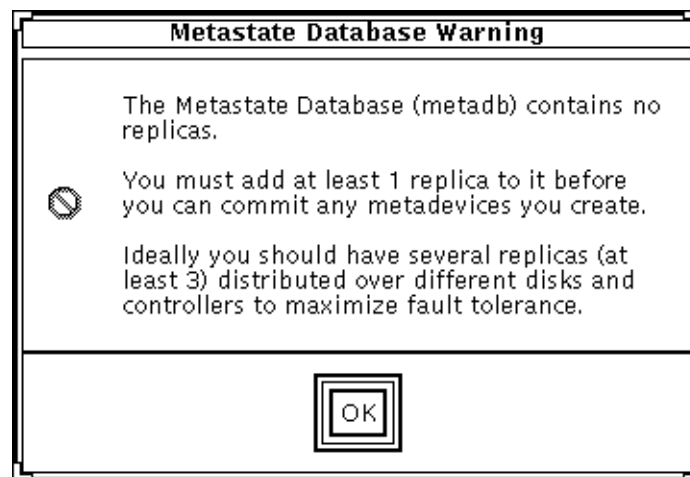 Metastate Database Warning
The Metastate Database (metadb) contains no
replicas.
You must add at least 1 replica to it before
you can commit any metadevices you create.
Ideally you should have several replicas (at
least 3) distributed over different disks and
controllers to maximize fault tolerance.
OK